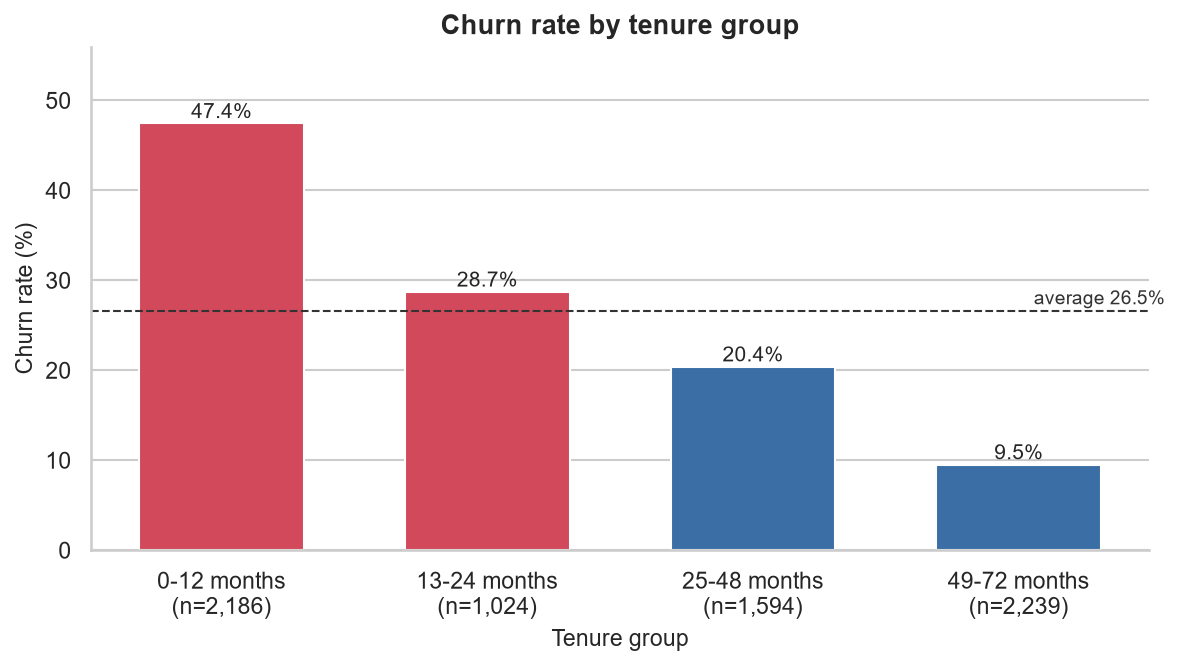 Churn rate by tenure group
Churn rate (%)
50
40
30
20
10
0
47.4%
28.7%
20.4%
9.5%
average 26.5%
0-12 months
(n=2,186)
13-24 months
(n=1,024)
25-48 months
(n=1,594)
49-72 months
(n=2,239)
Tenure group